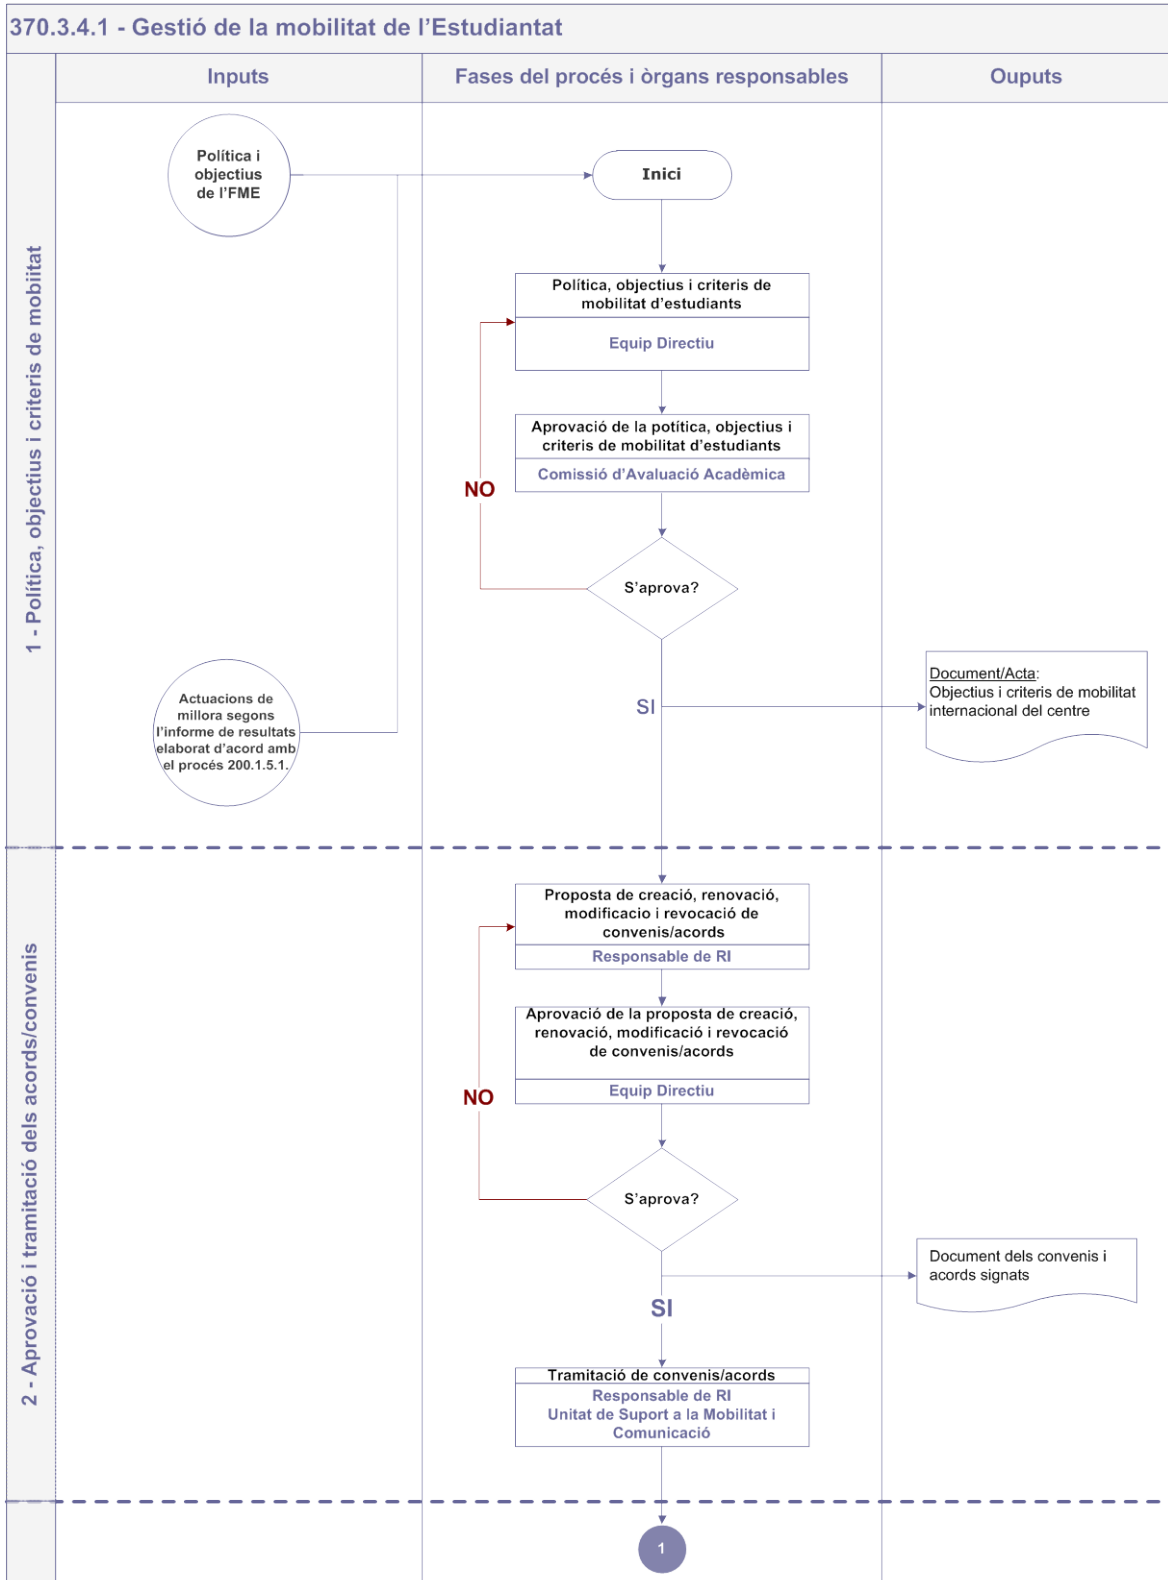 370.3.4.1 - Gestió de la mobilitat de l'Estudiantat
Inputs
Fases del procés i òrgans responsables
Ouputs
1 - Política, objectius i criteris de mobiitat
Política i
objectius
de l'FME
Inici
Política, objectius i criteris de
mobilitat d'estudiants
Equip Directiu
Aprovació de la potítica, objectius i
criteris de mobilitat d'estudiants
Comissió d'Avaluació Acadèmica
NO
S'aprova?
SI
Document/Acta:
Objectius i criteris de mobilitat
internacional del centre
Actuacions de
millora segons
l'informe de resultats
elaborat d'acord amb
el procés 200.1.5.1.
2 - Aprovació i tramitació dels acords/convenis
Proposta de creació, renovació,
modificacio i revocació de
convenis/acords
Responsable de RI
Aprovació de la proposta de creació,
renovació, modificació i revocació
de convenis/acords
Equip Directiu
NO
S'aprova?
Document dels convenis i
acords signats
SI
Tramitació de convenis/acords
Responsable de RI
Unitat de Suport a la Mobilitat i
Comunicació
1